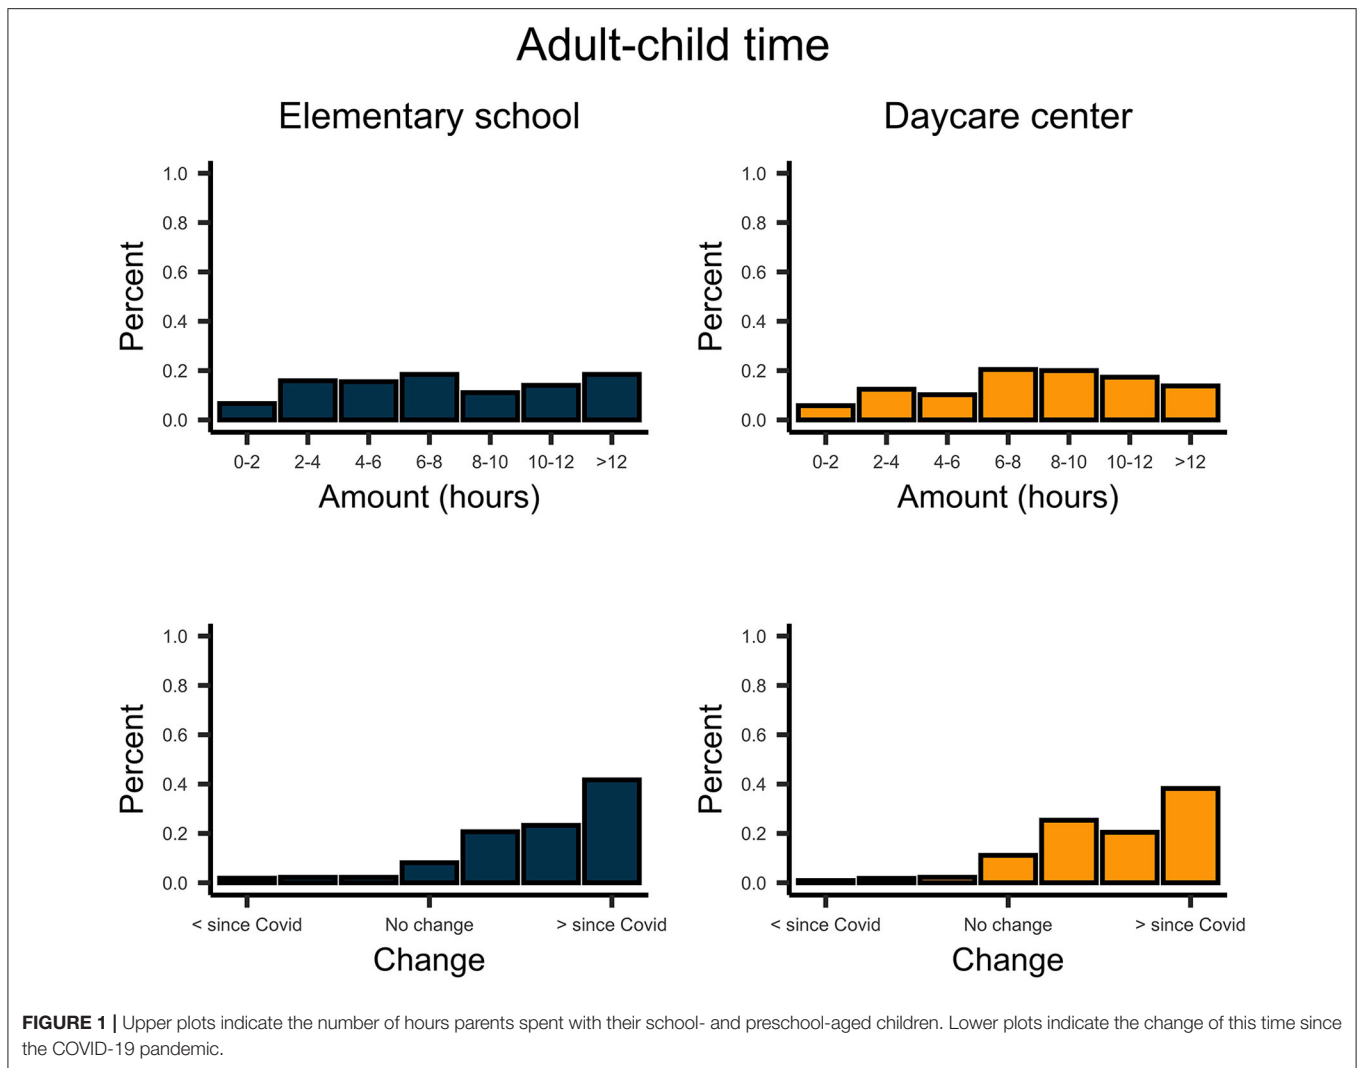 Adult-child time
Elementary school
Daycare center
1.0
0.8
0.6
0.4
0.2
0.0
Percent
0-2 2-4 4-6 6-8 8-10 10-12 >12
Amount (hours)
1.0
0.8
0.6
0.4
0.2
0.0
Percent
0-2 2-4 4-6 6-8 8-10 10-12 >12
Amount (hours)
1.0
0.8
0.6
0.4
0.2
0.0
Percent
< since Covid No change > since Covid
Change
1.0
0.8
0.6
0.4
0.2
0.0
Percent
< since Covid No change > since Covid
Change
FIGURE 1 | Upper plots indicate the number of hours parents spent with their school- and preschool-aged children. Lower plots indicate the change of this time since
the COVID-19 pandemic.